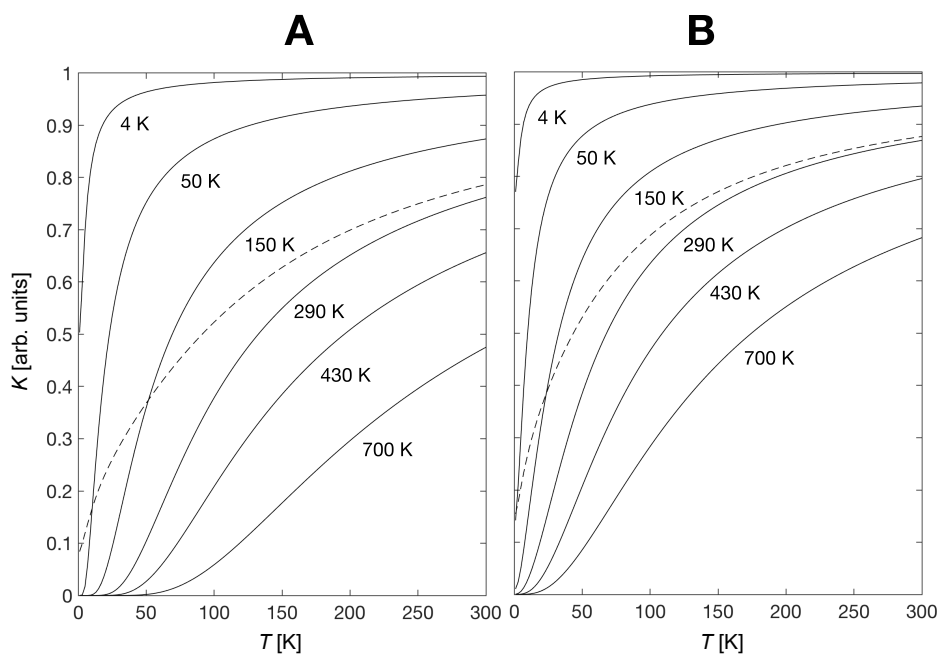 A
B
K [arb. units]
1
0.9
0.8
0.7
0.6
0.5
0.4
0.3
0.2
0.1
0
4 K
50 K
150 K
290 K
430 K
700 K
0 50 100 150 200 250 300
T [K]
4 K
50 K
150 K
290 K
430 K
700 K
0 50 100 150 200 250 300
T [K]